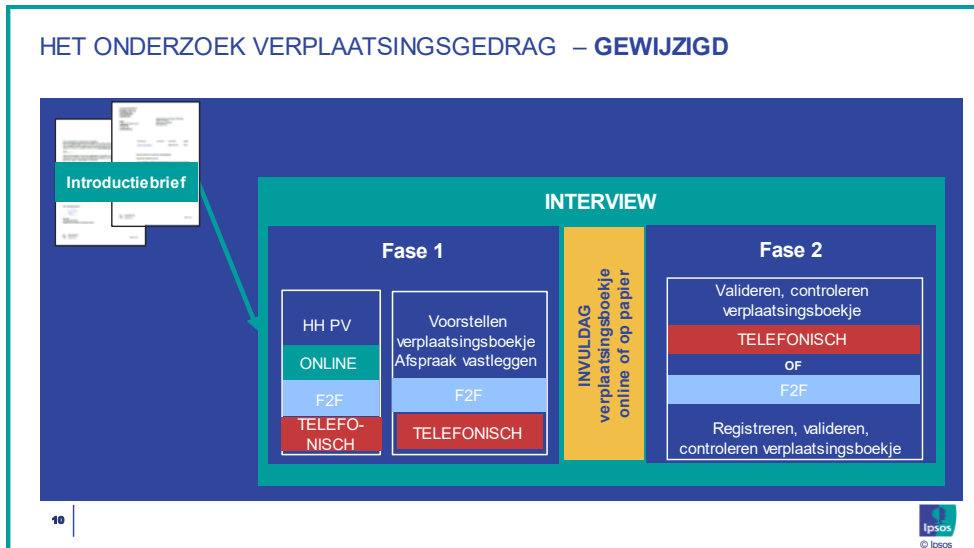 HET ONDERZOEK VERPLAATSINGSGEDRAG – GEWIJZIGD
Introductiebrief
INTERVIEW
Fase 1
HH PV
ONLINE
F2F
TELEFO-
NISCH
Voorstellen
verplaatsingsboekje
Afspraak vastleggen
F2F
TELEFONISCH
INVULDAG
verplaatsingsboekje
online of op papier
Fase 2
Valideren, controleren
verplaatsingsboekje
TELEFONISCH
OF
F2F
Registreren, valideren,
controleren verplaatsingsboekje
10
Ipsos
© Ipsos